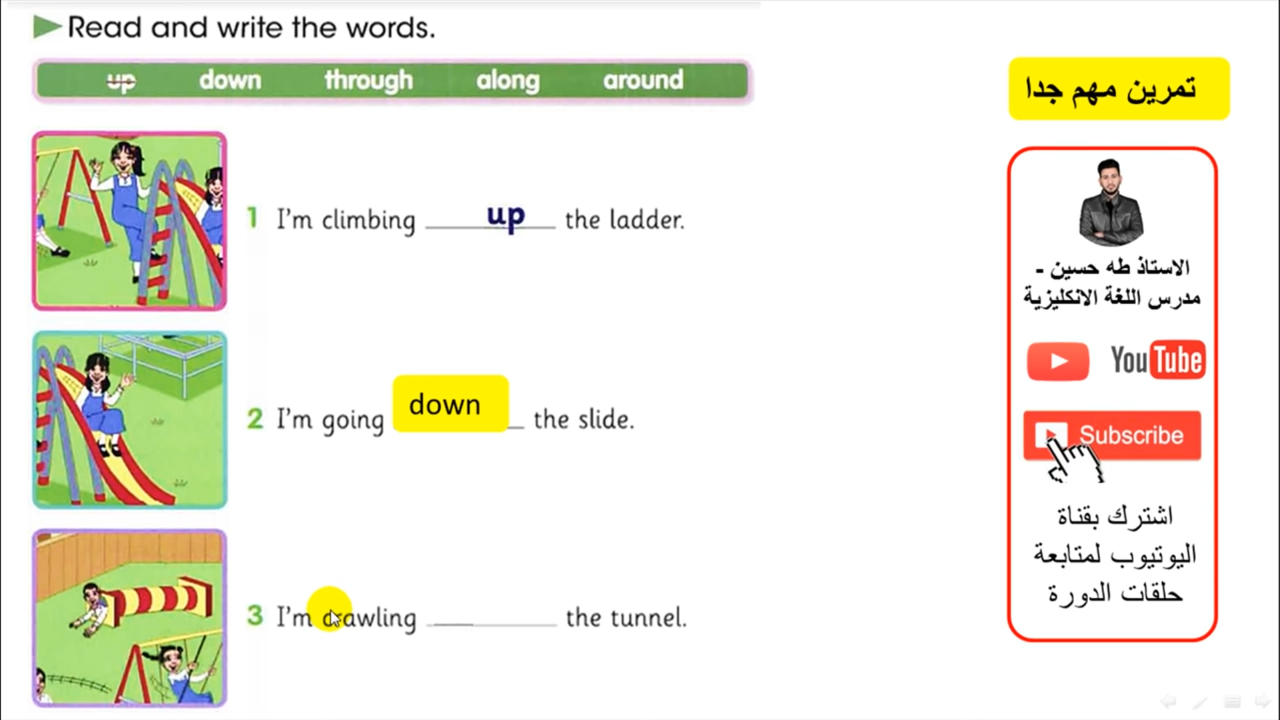 Read and write the words.
up down through along around
1 I'm climbing up the ladder.
2 I'm going down the slide.
3 I'm crawling the tunnel.
تمرين مهم جدا
الاستاذ طه حسين -
مدرس اللغة الانكليزية
YouTube
Subscribe
اشترك بقناة
اليوتيوب لمتابعة
حلقات الدورة